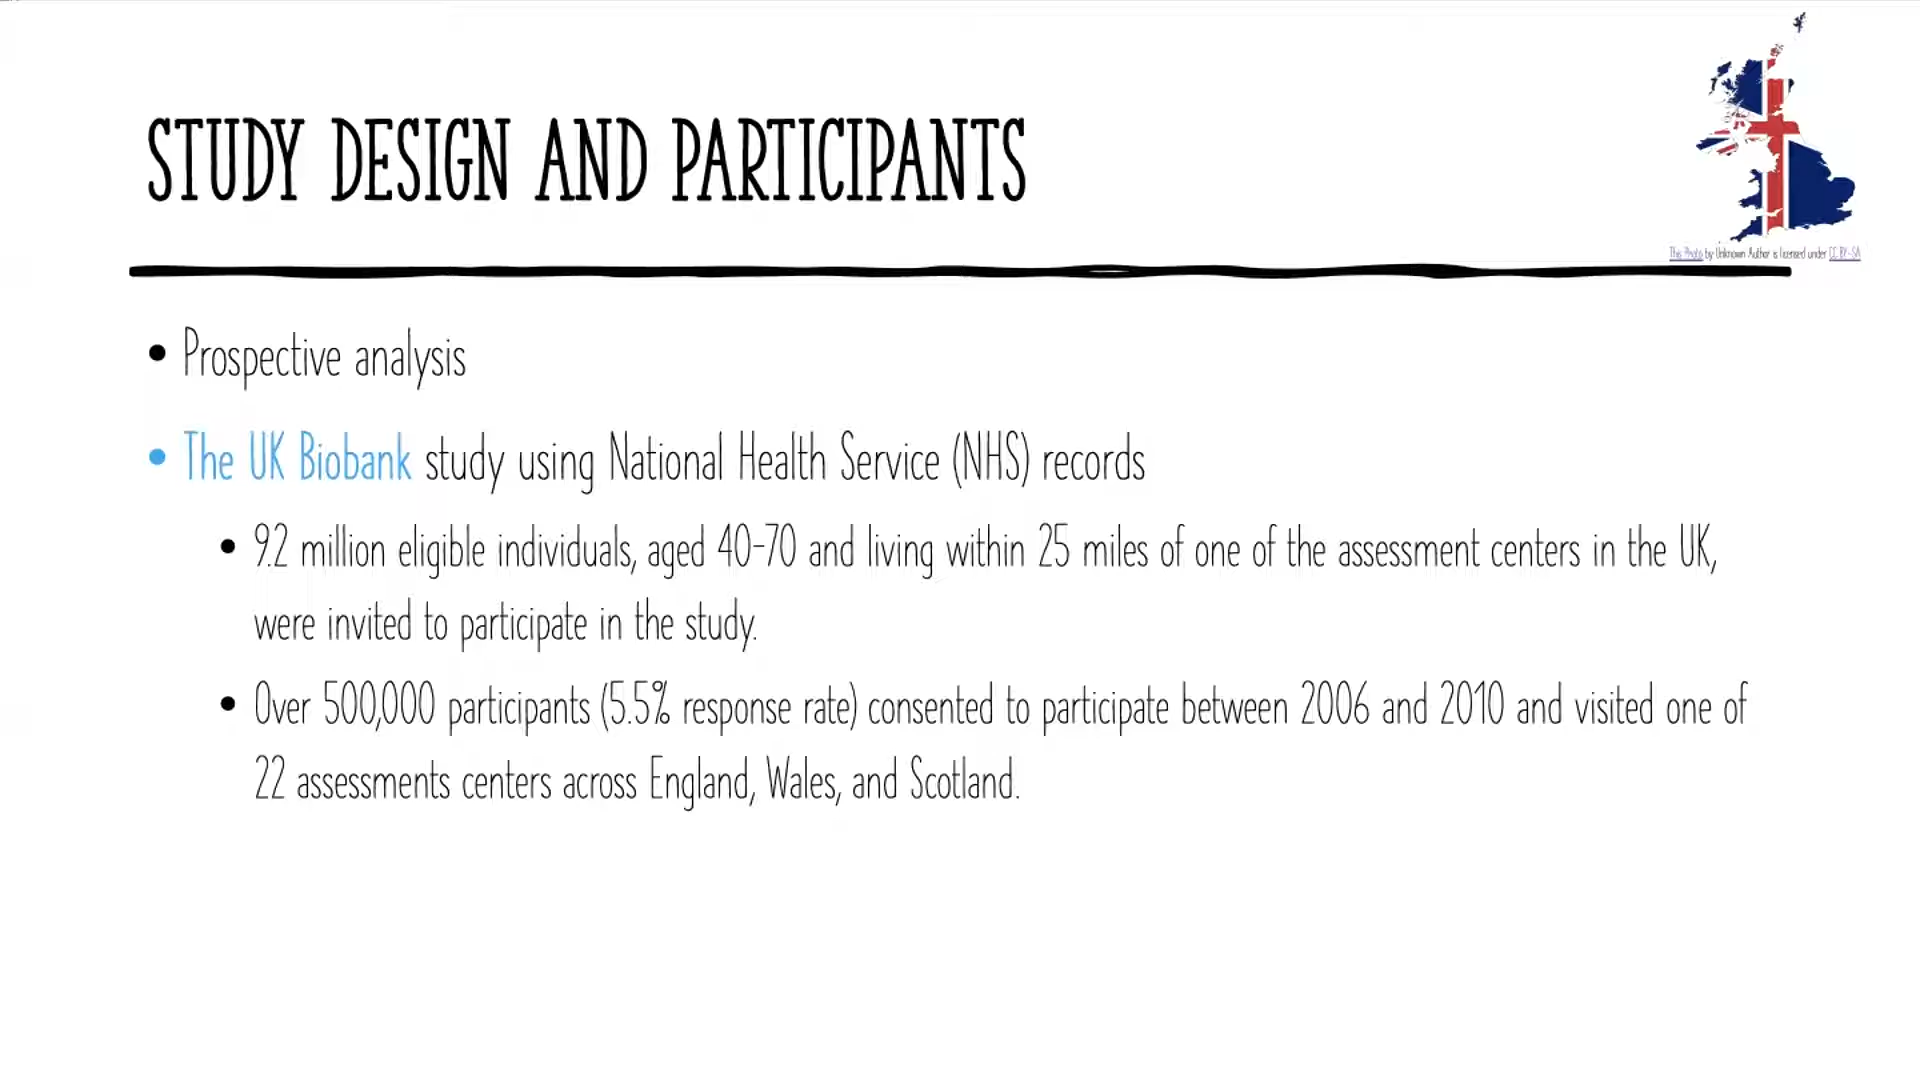 STUDY DESIGN AND PARTICIPANTS
This Photo by Unknown Author is licensed under CC BY-SA
• Prospective analysis
• The UK Biobank study using National Health Service (NHS) records
• 9.2 million eligible individuals, aged 40-70 and living within 25 miles of one of the assessment centers in the UK,
were invited to participate in the study.
• Over 500,000 participants (5.5% response rate) consented to participate between 2006 and 2010 and visited one of
22 assessments centers across England, Wales, and Scotland.